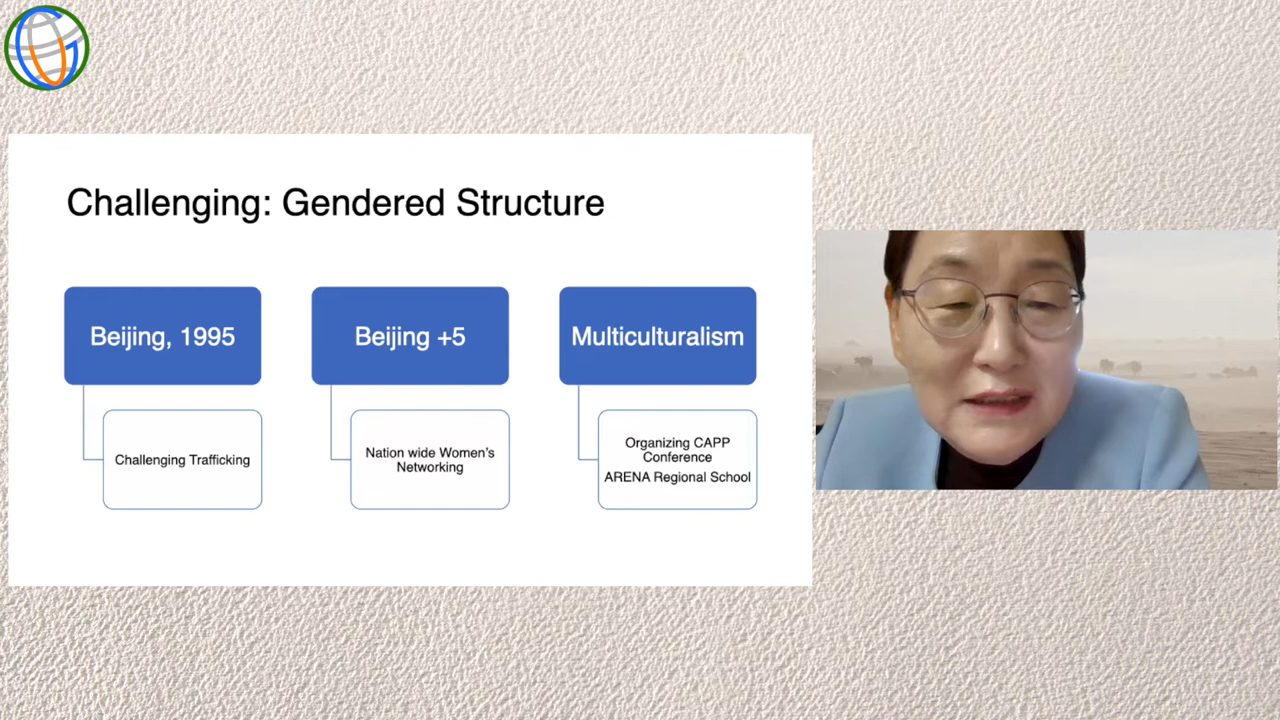 Challenging: Gendered Structure
Beijing, 1995
Challenging Trafficking
Beijing +5
Nation wide Women's
Networking
Multiculturalism
Organizing CAPP
Conference
ARENA Regional School